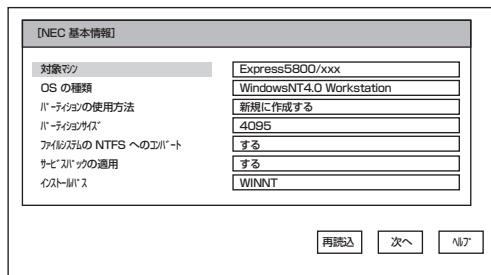 [NEC 基本情報]
対象ﾏｼﾝ Express5800/xxx
OS の種類 WindowsNT4.0 Workstation
ﾊﾟｰﾃｨｼｮﾝの使用方法 新規に作成する
ﾊﾟｰﾃｨｼｮﾝｻｲｽﾞ 4095
ﾌｧｲﾙｼｽﾃﾑの NTFS へのｺﾝﾊﾞｰﾄ する
ｻｰﾋﾞｽﾊﾟｯｸの適用 する
ｲﾝｽﾄｰﾙﾊﾟｽ WINNT
再読込 次へ ﾍﾙﾌﾟ